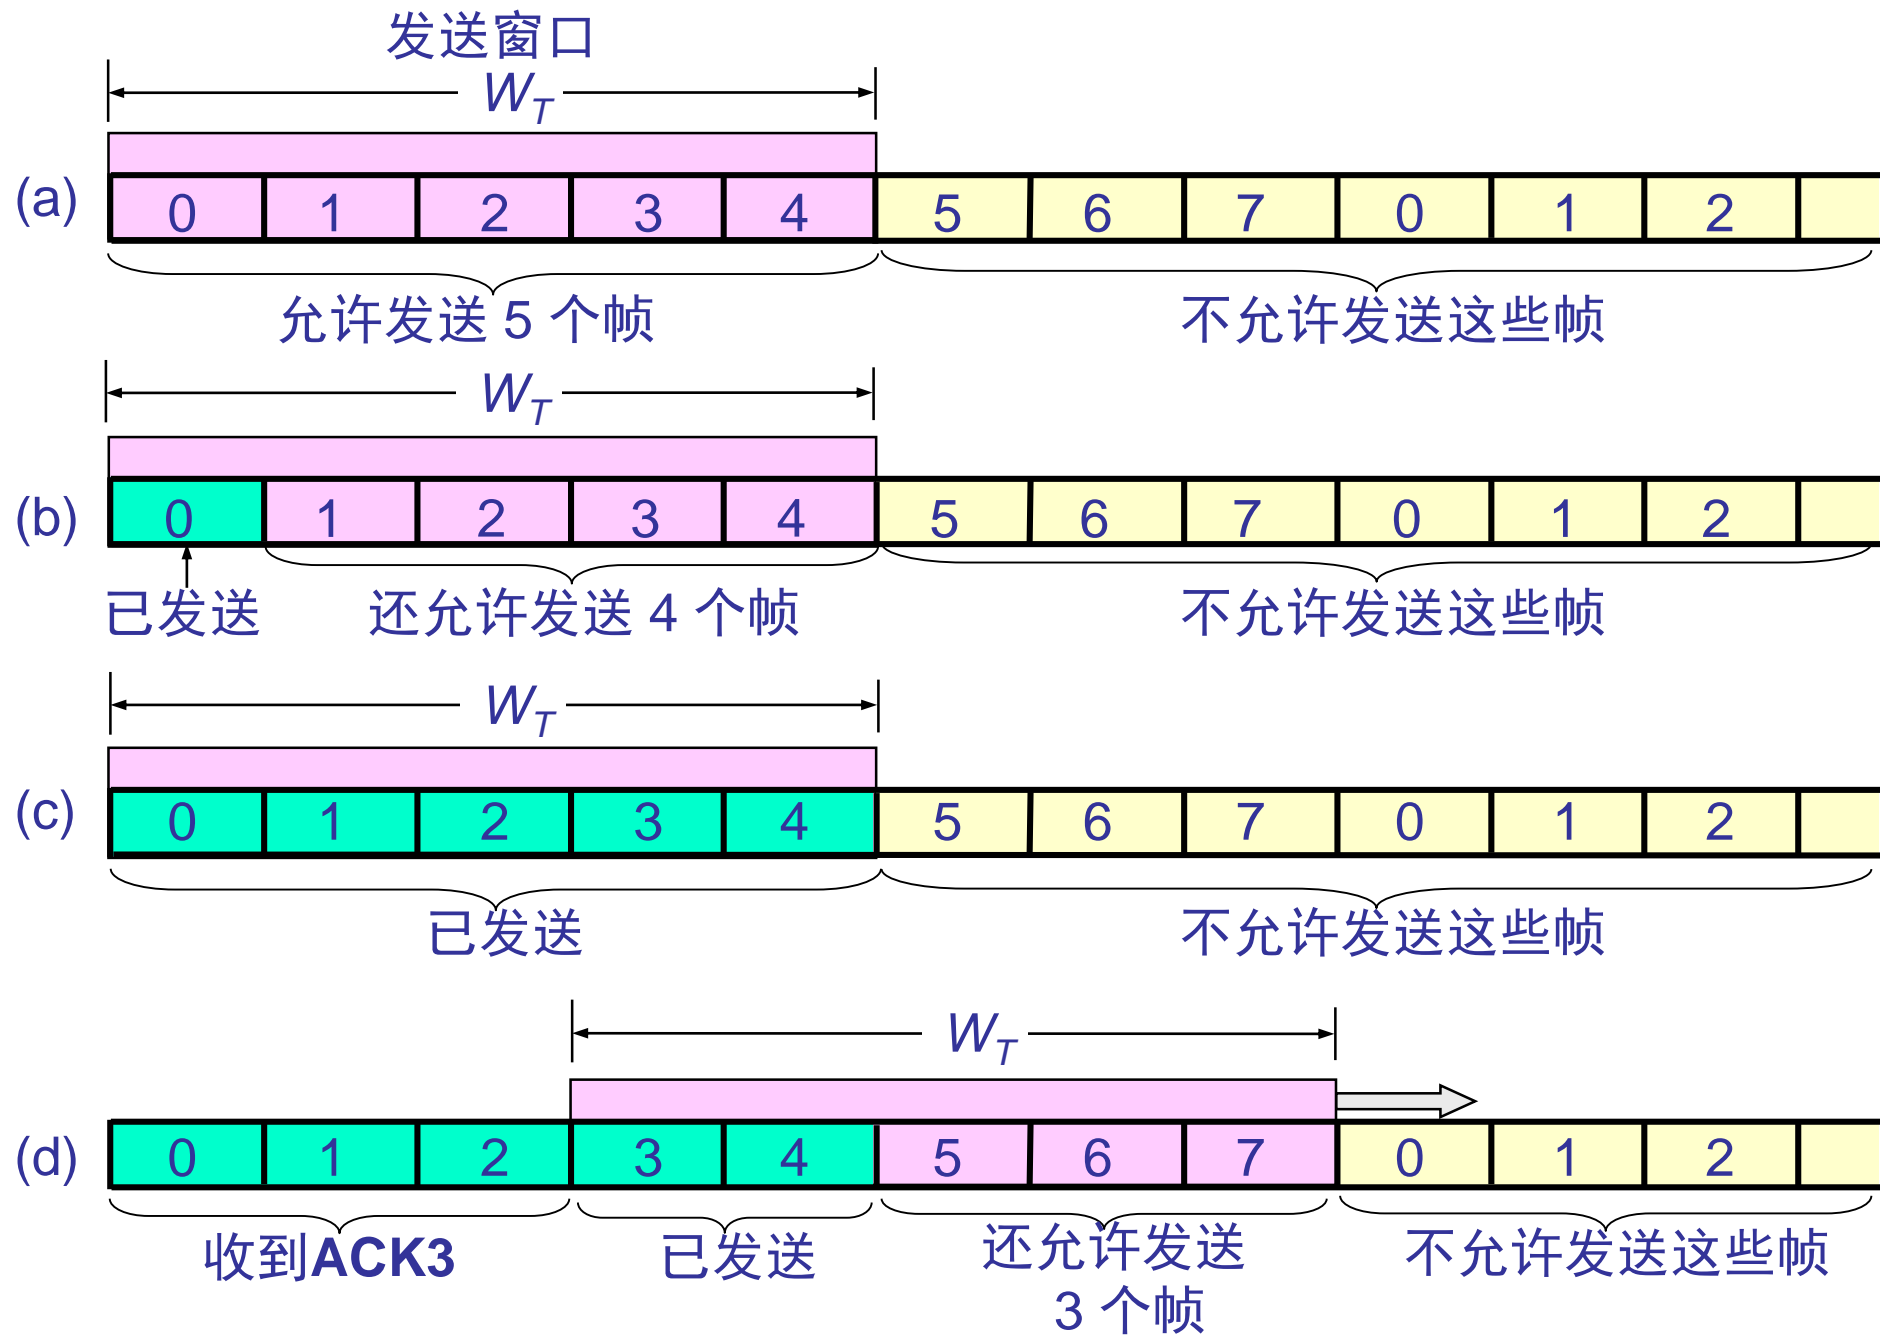 发送窗口
W_T
(a) 0 1 2 3 4 5 6 7 0 1 2
允许发送 5 个帧 不允许发送这些帧
W_T
(b) 0 1 2 3 4 5 6 7 0 1 2
已发送 还允许发送 4 个帧 不允许发送这些帧
W_T
(c) 0 1 2 3 4 5 6 7 0 1 2
已发送 不允许发送这些帧
W_T
(d) 0 1 2 3 4 5 6 7 0 1 2
收到ACK3 已发送 还允许发送 不允许发送这些帧
3 个帧